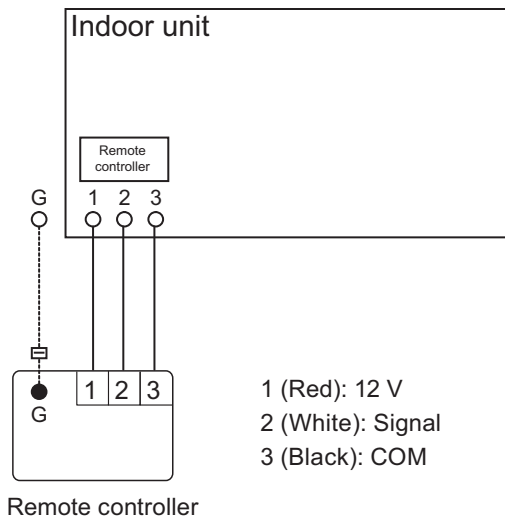 Indoor unit
Remote
controller
G 1 2 3
1 2 3
G
1 (Red): 12 V
2 (White): Signal
3 (Black): COM
Remote controller